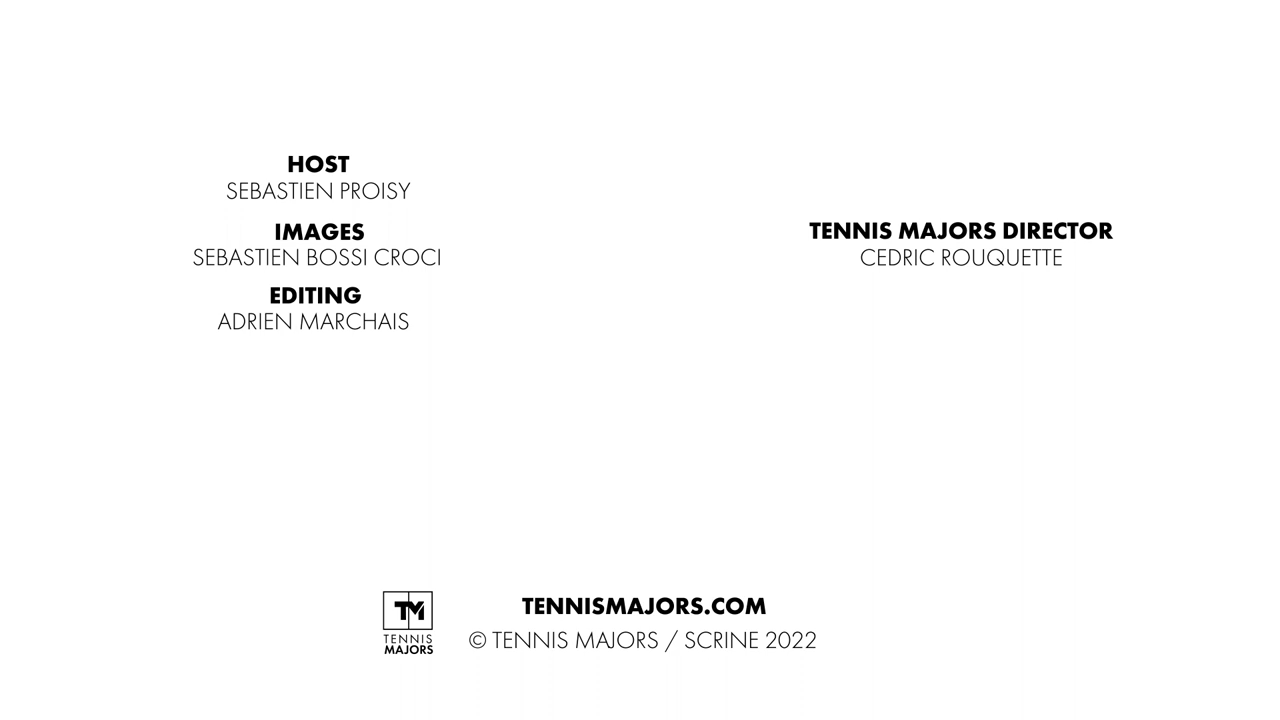 HOST
SEBASTIEN PROISY
IMAGES
SEBASTIEN BOSSI CROCI
EDITING
ADRIEN MARCHAIS
TENNIS MAJORS DIRECTOR
CEDRIC ROUQUETTE
TM
TENNIS
MAJORS
TENNISMAJORS.COM
© TENNIS MAJORS / SCRINE 2022